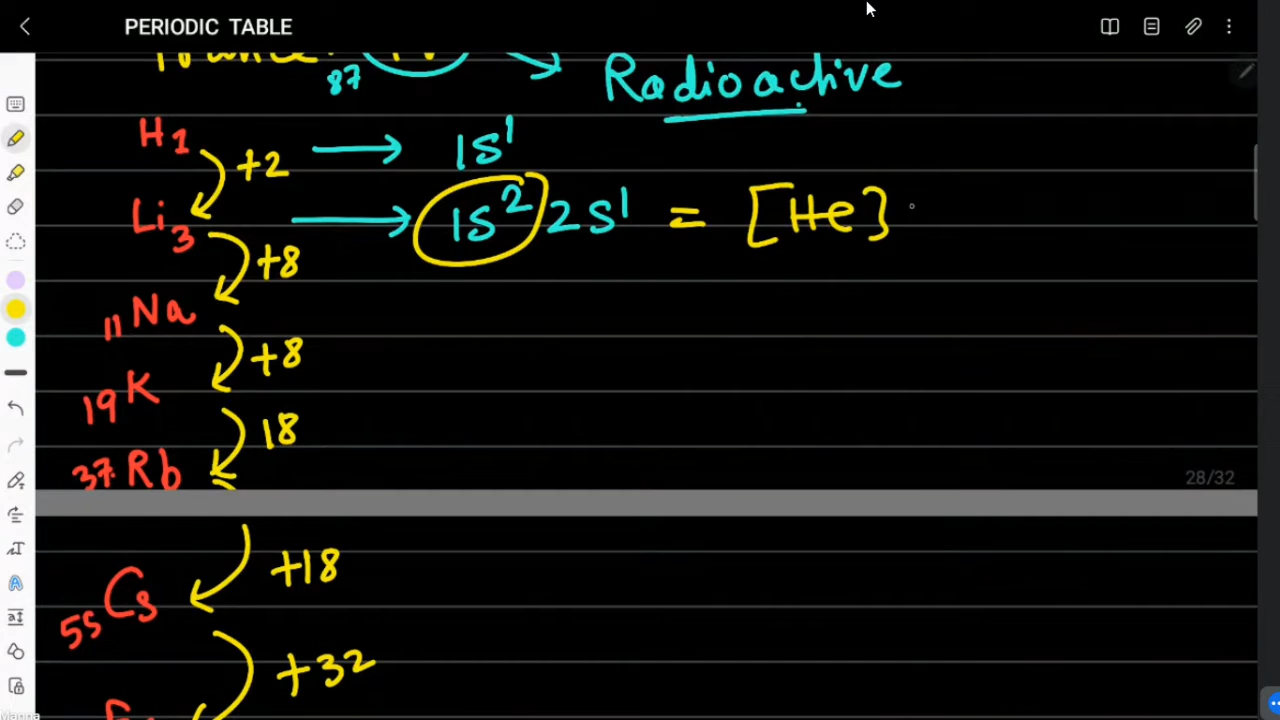 PERIODIC TABLE
87 Radioactive
H1 → 1s¹
+2
Li3 → 1s² 2s¹ = [He]
+8
11Na
+8
19K
18
37Rb
28/32
+18
55Cs
+32